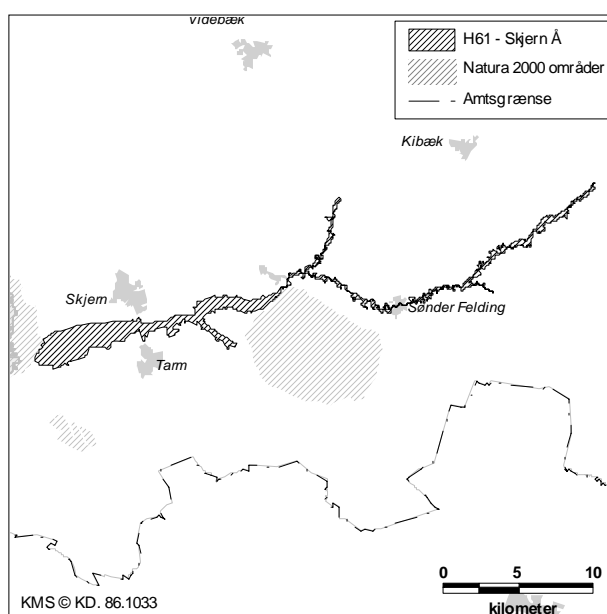 Videbæk
H61 - Skjern Å
Natura 2000 områder
Amtsgrænse
Kibæk
Skjern
Sønder Felding
Tarm
KMS © KD. 86.1033
0 5 10
kilometer